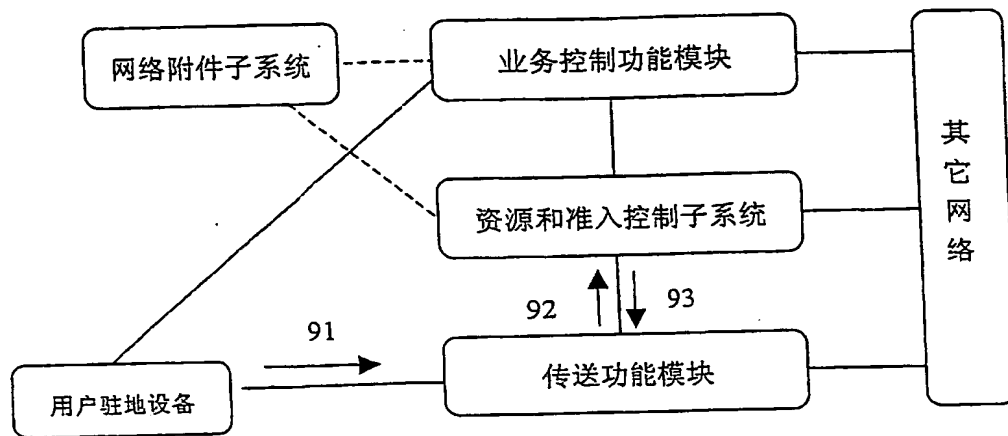 网络附件子系统
业务控制功能模块
其它网络
资源和准入控制子系统
92
93
91
传送功能模块
用户驻地设备